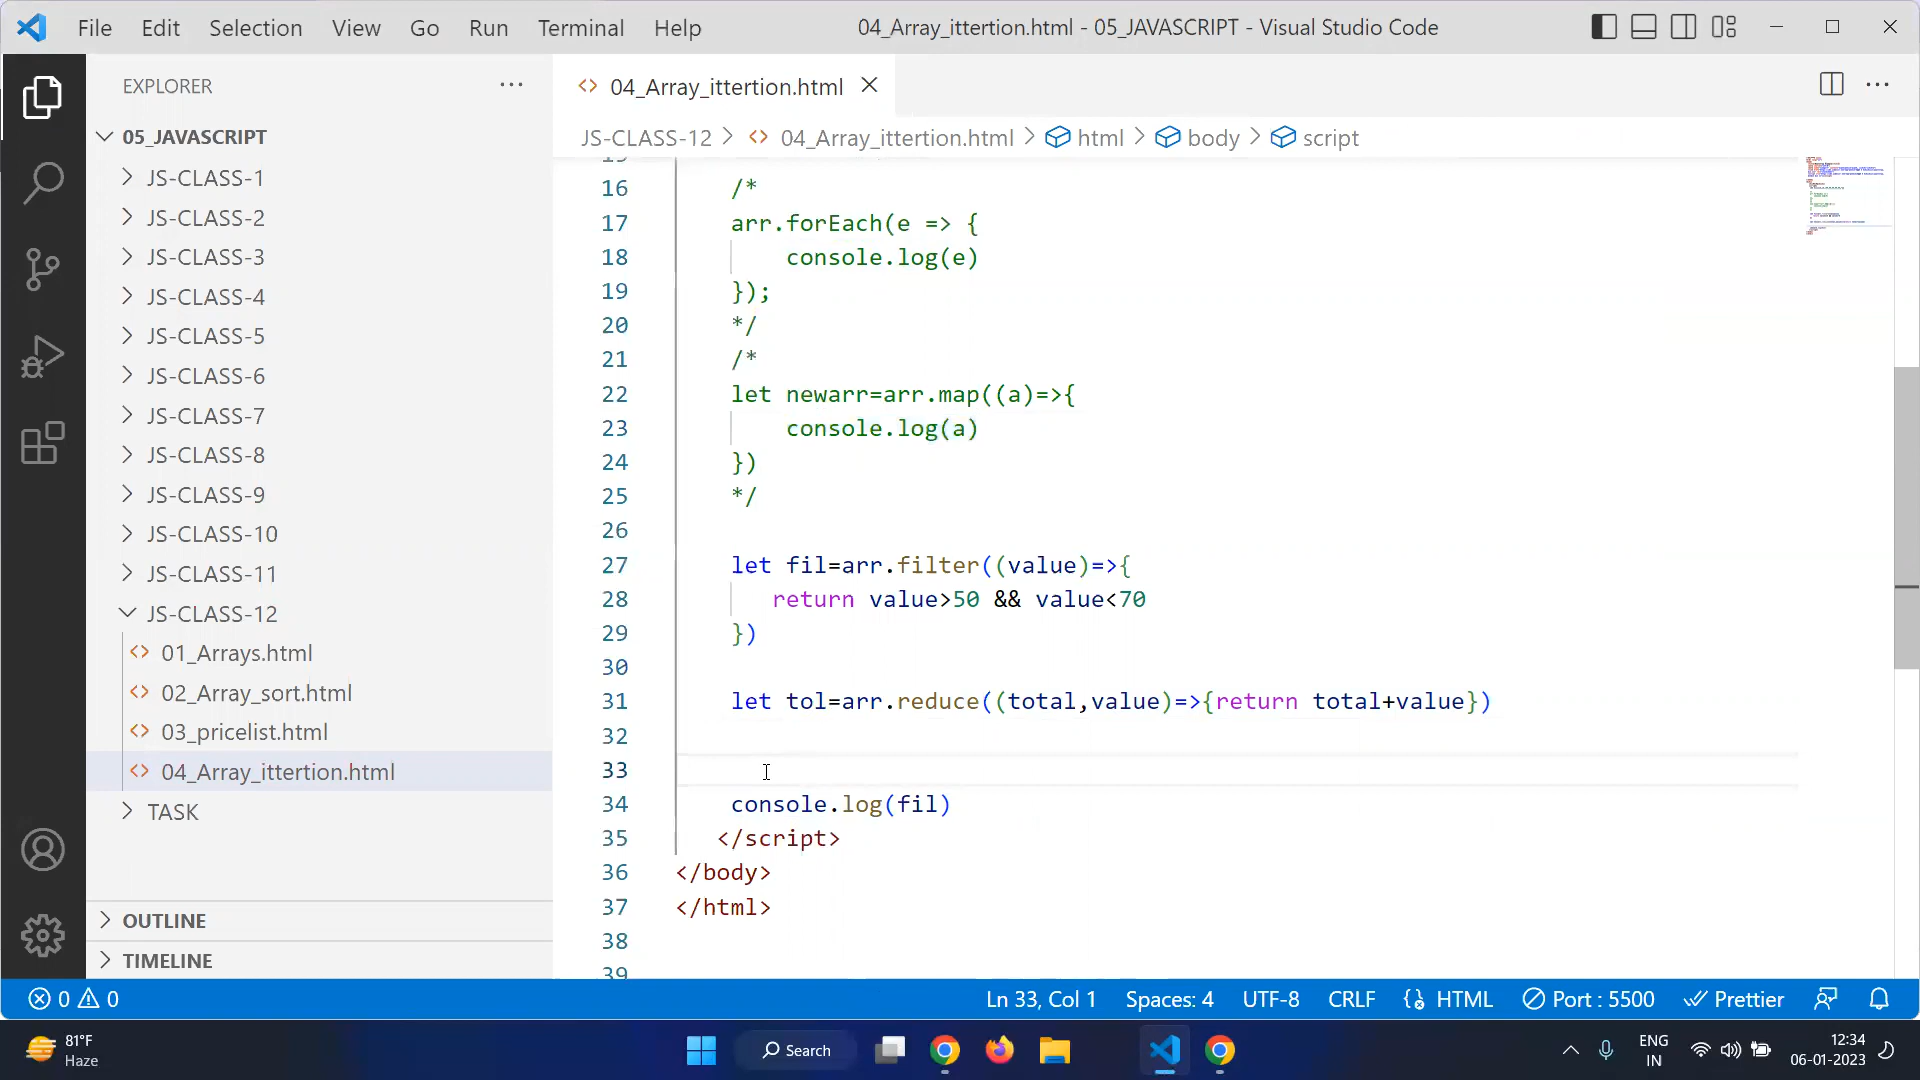 File Edit Selection View Go Run Terminal Help
04_Array_ittertion.html - 05_JAVASCRIPT - Visual Studio Code
EXPLORER
04_Array_ittertion.html
05_JAVASCRIPT
JS-CLASS-12 > 04_Array_ittertion.html > html > body > script
JS-CLASS-1
JS-CLASS-2
JS-CLASS-3
JS-CLASS-4
JS-CLASS-5
JS-CLASS-6
JS-CLASS-7
JS-CLASS-8
JS-CLASS-9
JS-CLASS-10
JS-CLASS-11
JS-CLASS-12
01_Arrays.html
02_Array_sort.html
03_pricelist.html
04_Array_ittertion.html
TASK
OUTLINE
TIMELINE
16 /*
17 arr.forEach(e => {
18 console.log(e)
19 });
20 */
21 /*
22 let newarr=arr.map((a)=>{
23 console.log(a)
24 })
25 */
26
27 let fil=arr.filter((value)=>{
28 return value>50 && value<70
29 })
30
31 let tol=arr.reduce((total,value)=>{return total+value})
32
33
34 console.log(fil)
35 </script>
36 </body>
37 </html>
38
39
0 0 Ln 33, Col 1 Spaces: 4 UTF-8 CRLF HTML Port : 5500 Prettier
81°F
Haze
Search
ENG
IN
12:34
06-01-2023